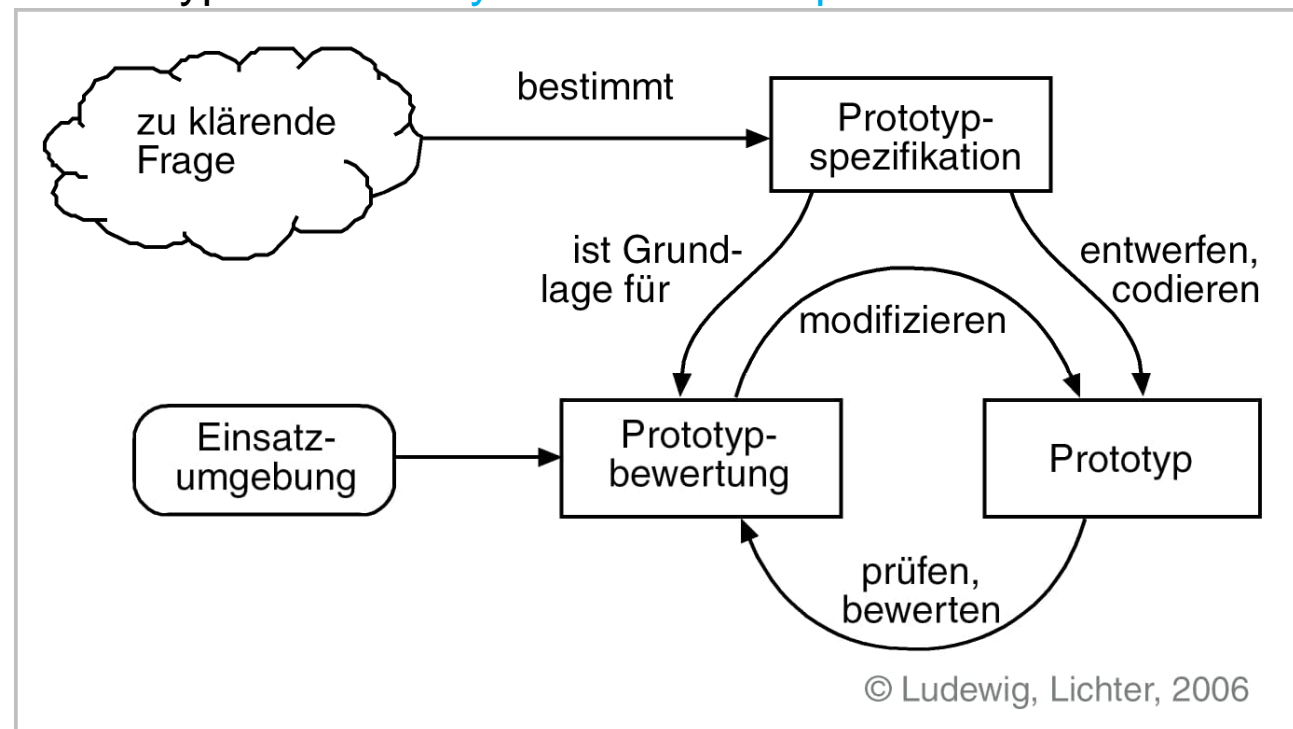 bestimmt
zu klärende
Frage
Prototyp-
spezifikation
ist Grund-
lage für
entwerfen,
codieren
modifizieren
Einsatz-
umgebung
Prototyp-
bewertung
Prototyp
prüfen,
bewerten
© Ludewig, Lichter, 2006